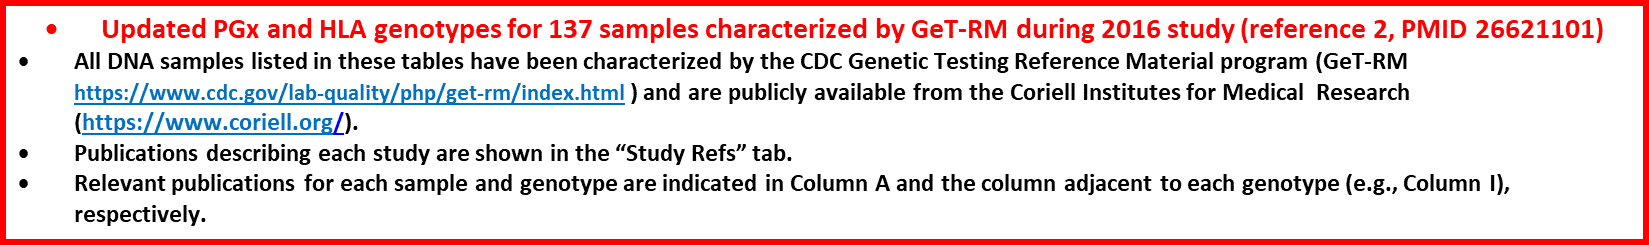 • Updated PGx and HLA genotypes for 137 samples characterized by GeT-RM during 2016 study (reference 2, PMID 26621101)
• All DNA samples listed in these tables have been characterized by the CDC Genetic Testing Reference Material program (GeT-RM
https://www.cdc.gov/lab-quality/php/get-rm/index.html ) and are publicly available from the Coriell Institutes for Medical Research
(https://www.coriell.org/).
• Publications describing each study are shown in the “Study Refs” tab.
• Relevant publications for each sample and genotype are indicated in Column A and the column adjacent to each genotype (e.g., Column I),
respectively.